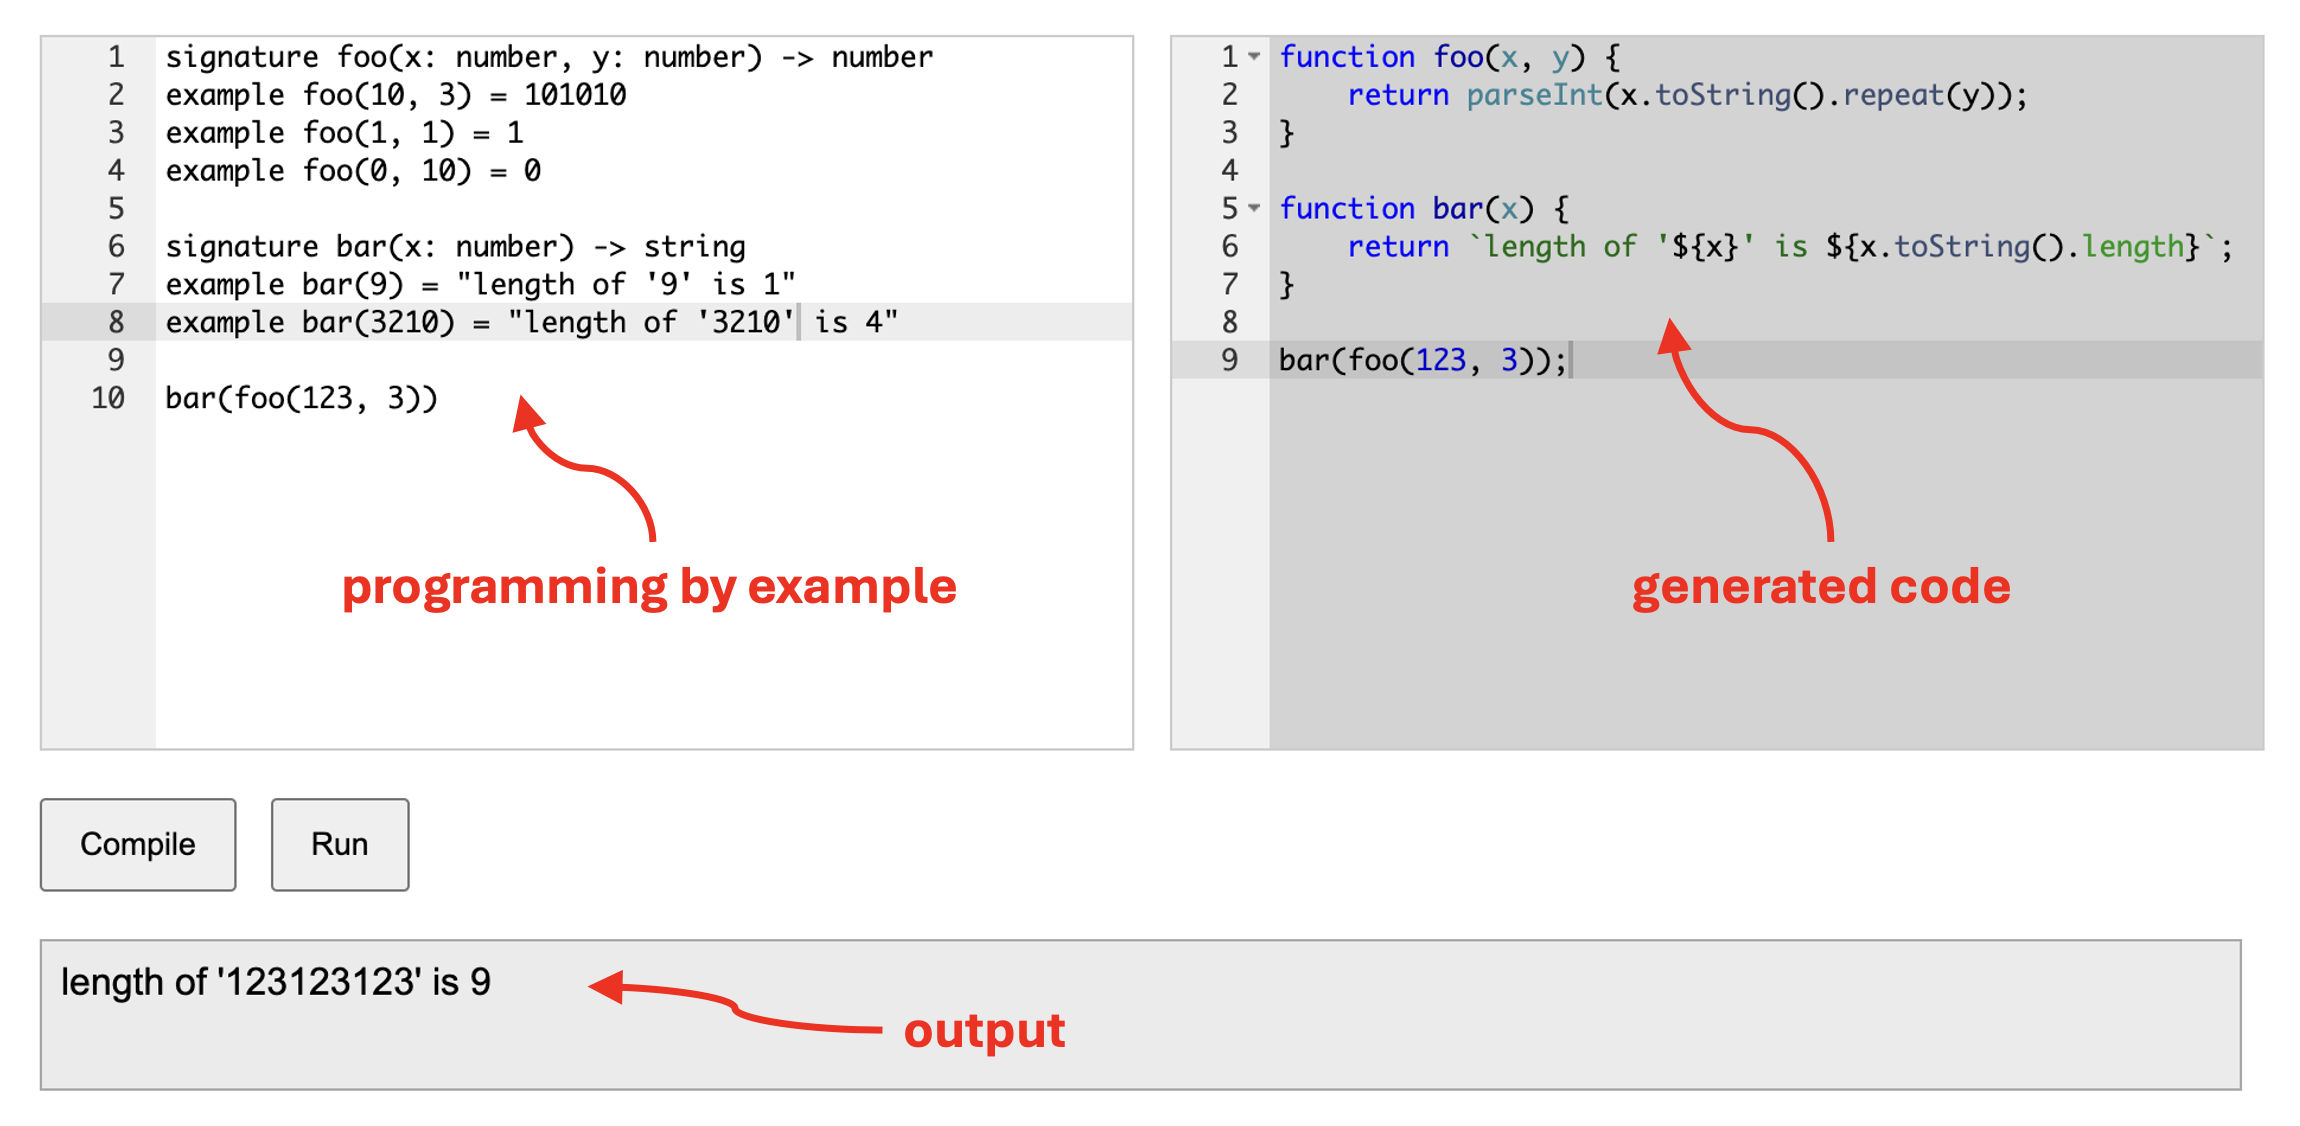 1 signature foo(x: number, y: number) -> number
2 example foo(10, 3) = 101010
3 example foo(1, 1) = 1
4 example foo(0, 10) = 0
5
6 signature bar(x: number) -> string
7 example bar(9) = "length of '9' is 1"
8 example bar(3210) = "length of '3210' is 4"
9
10 bar(foo(123, 3))
programming by example
1 function foo(x, y) {
2     return parseInt(x.toString().repeat(y));
3 }
4
5 function bar(x) {
6     return `length of '${x}' is ${x.toString().length}`;
7 }
8
9 bar(foo(123, 3));
generated code
Compile
Run
length of '123123123' is 9
output